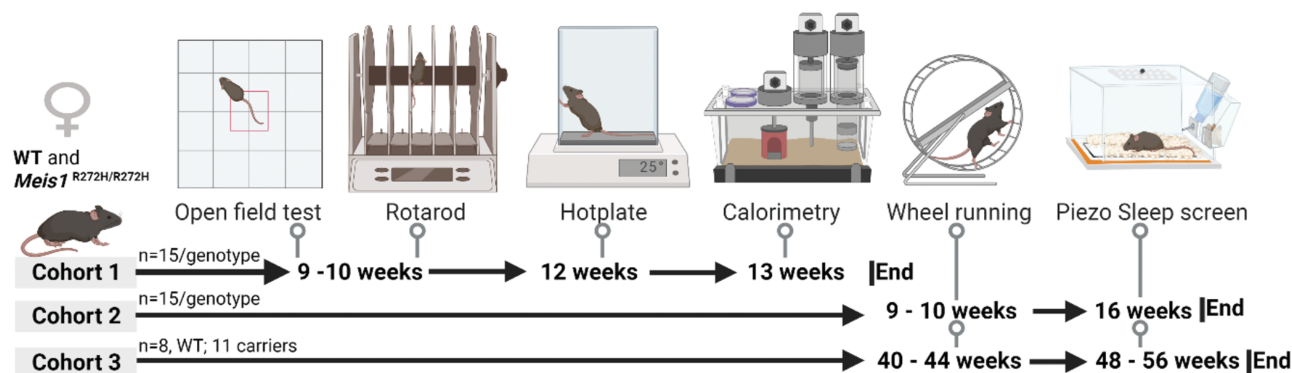 WT and
Meis1 R272H/R272H
25°
Open field test
Rotarod
Hotplate
Calorimetry
Wheel running
Piezo Sleep screen
Cohort 1
n=15/genotype
9 -10 weeks
12 weeks
13 weeks
End
Cohort 2
n=15/genotype
9 - 10 weeks
16 weeks
End
Cohort 3
n=8, WT; 11 carriers
40 - 44 weeks
48 - 56 weeks
End